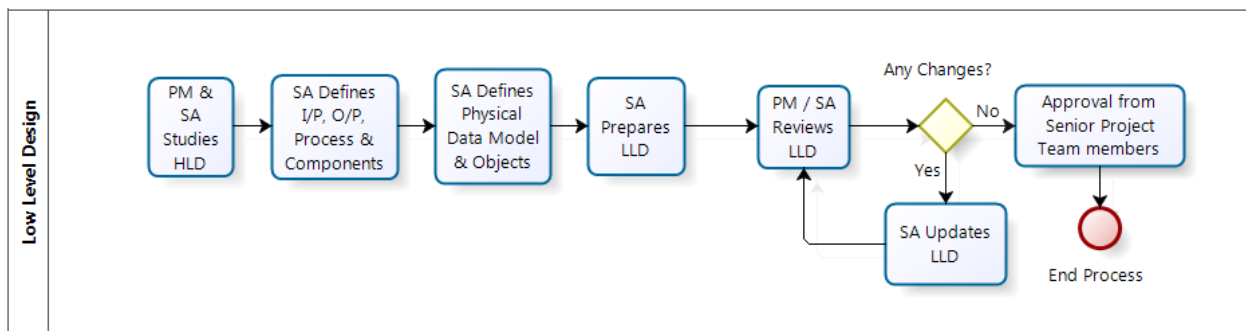 Low Level Design
PM &
SA
Studies
HLD
SA Defines
I/P, O/P,
Process &
Components
SA Defines
Physical
Data Model
& Objects
SA
Prepares
LLD
PM / SA
Reviews
LLD
Any Changes?
No
Yes
Approval from
Senior Project
Team members
SA Updates
LLD
End Process